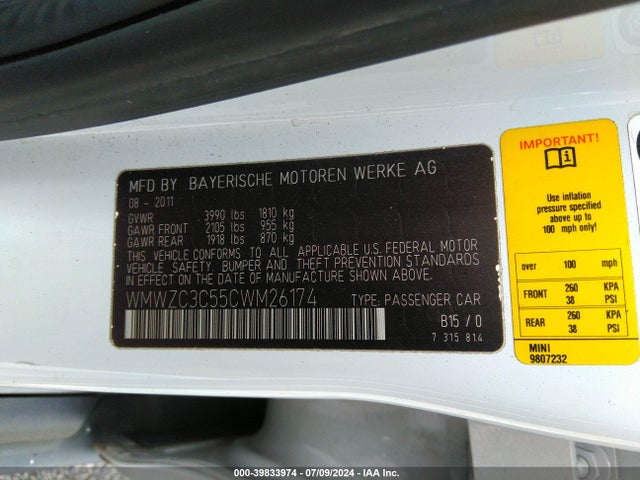 MFD BY BAYERISCHE MOTOREN WERKE AG
08 - 2011
GVWR 3990 lbs 1810 kg
GAWR FRONT 2105 lbs 955 kg
GAWR REAR 1918 lbs 870 kg
THIS VEHICLE CONFORMS TO ALL APPLICABLE U.S. FEDERAL MOTOR
VEHICLE SAFETY, BUMPER AND THEFT PREVENTION STANDARDS
IN EFFECT ON THE DATE OF MANUFACTURE SHOWN ABOVE.
WMWZC3C55CWM26174 TYPE: PASSENGER CAR
B15 / 0
7 315 814
IMPORTANT!
Use inflation
pressure specified
above up to
100 mph only!
over 100 mph
FRONT 260 KPA
38 PSI
REAR 260 KPA
38 PSI
MINI
9807232
000-39833974 - 07/09/2024 - IAA Inc.